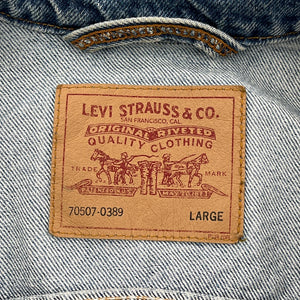 LEVI STRAUSS & CO.
SAN FRANCISCO, CAL.
ORIGINAL RIVETED
QUALITY CLOTHING
TRADE MARK
70507-0389 LARGE